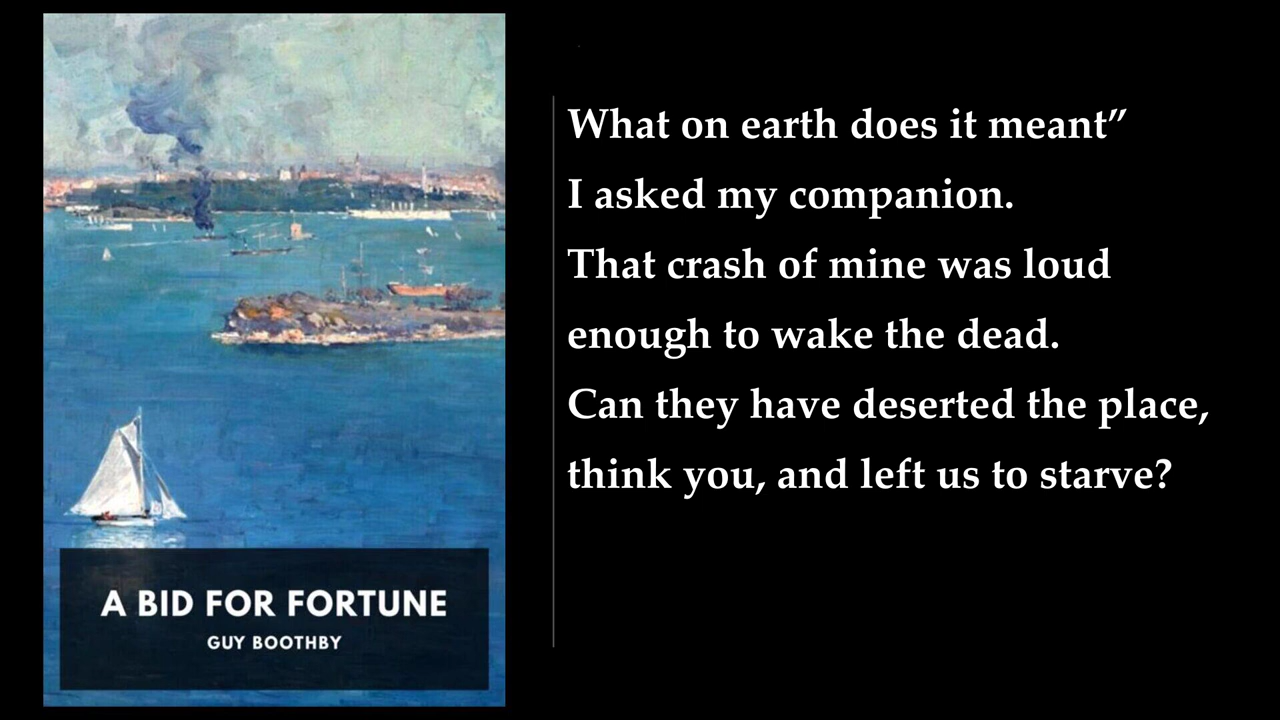 What on earth does it meant”
I asked my companion.
That crash of mine was loud
enough to wake the dead.
Can they have deserted the place,
think you, and left us to starve?
A BID FOR FORTUNE
GUY BOOTHBY